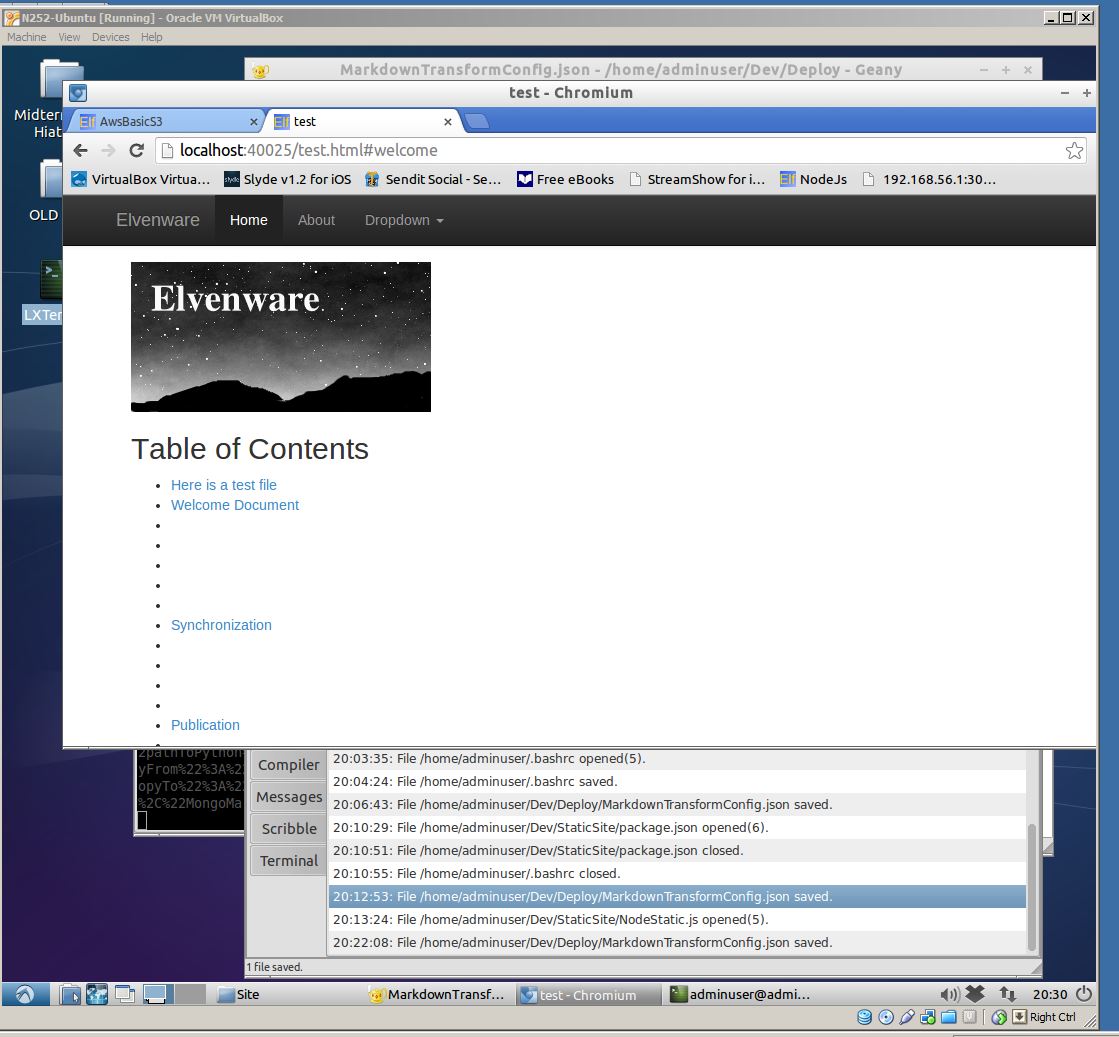 N252-Ubuntu [Running] - Oracle VM VirtualBox
Machine View Devices Help
MarkdownTransformConfig.json - /home/adminuser/Dev/Deploy - Geany
test - Chromium
AwsBasicS3
test
localhost:40025/test.html#welcome
VirtualBox Virtua... Slyde v1.2 for iOS Sendit Social - Se... Free eBooks StreamShow for i... NodeJs 192.168.56.1:30...
Elvenware Home About Dropdown
Midter
Hiat
OLD
LXTer
Elvenware
Table of Contents
Here is a test file
Welcome Document
Synchronization
Publication
2pathToPython
yFrom%22%3A%2
opyTo%22%3A%2
%2C%22MongoMa
Compiler
Messages
Scribble
Terminal
20:03:35: File /home/adminuser/.bashrc opened(5).
20:04:24: File /home/adminuser/.bashrc saved.
20:06:43: File /home/adminuser/Dev/Deploy/MarkdownTransformConfig.json saved.
20:10:29: File /home/adminuser/Dev/StaticSite/package.json opened(6).
20:10:51: File /home/adminuser/Dev/StaticSite/package.json closed.
20:10:55: File /home/adminuser/.bashrc closed.
20:12:53: File /home/adminuser/Dev/Deploy/MarkdownTransformConfig.json saved.
20:13:24: File /home/adminuser/Dev/StaticSite/NodeStatic.js opened(5).
20:22:08: File /home/adminuser/Dev/Deploy/MarkdownTransformConfig.json saved.
1 file saved.
Site MarkdownTransf... test - Chromium adminuser@admi... 20:30
Right Ctrl